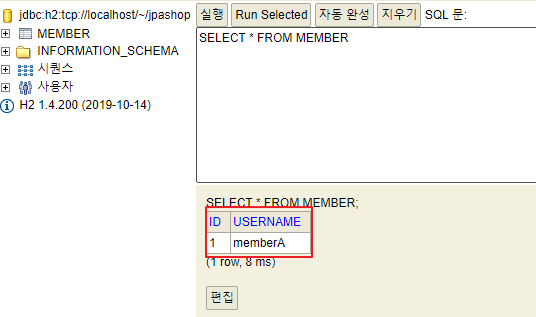 jdbc:h2:tcp://localhost/~/jpashop
MEMBER
INFORMATION_SCHEMA
시퀀스
사용자
H2 1.4.200 (2019-10-14)
실행 Run Selected 자동 완성 지우기 SQL 문:
SELECT * FROM MEMBER
SELECT * FROM MEMBER;
ID USERNAME
1 memberA
(1 row, 8 ms)
편집